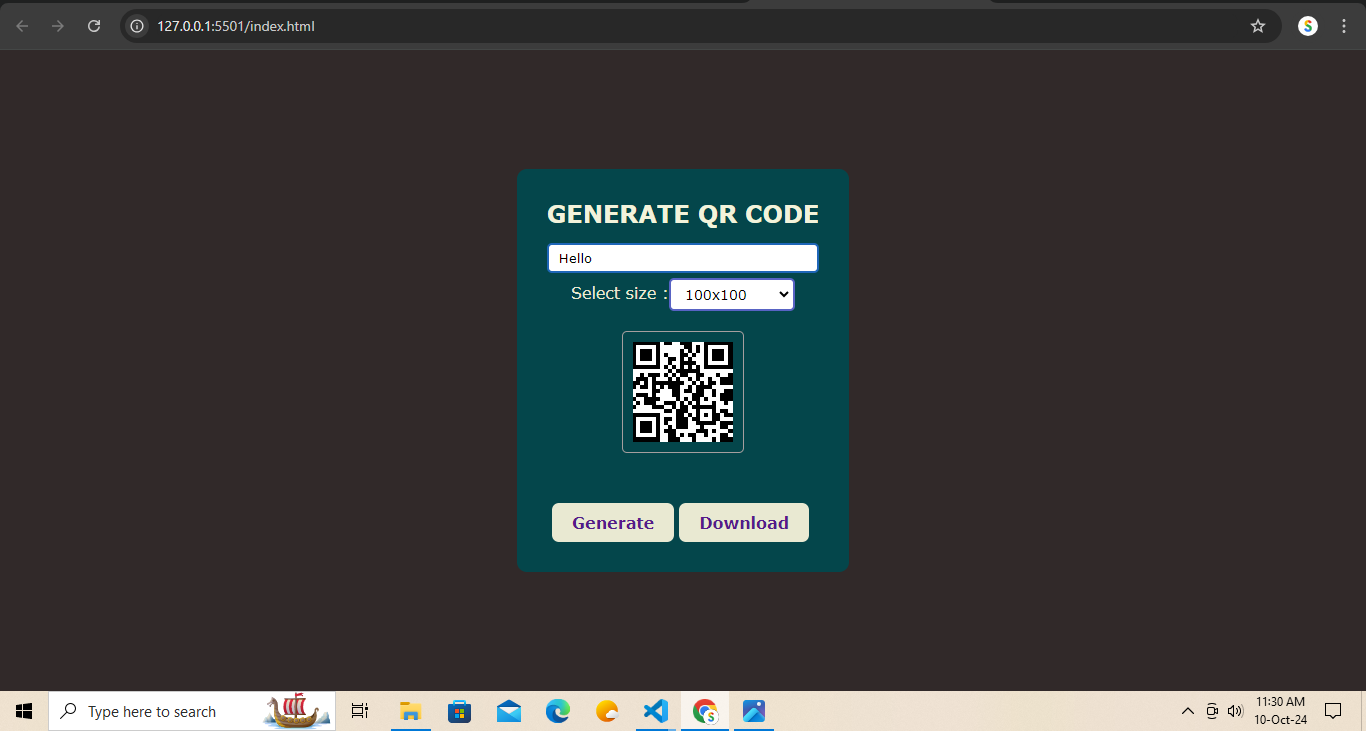 127.0.0.1:5501/index.html
S
GENERATE QR CODE
Hello
Select size : 100x100
Generate Download
Type here to search
S
11:30 AM
10-Oct-24